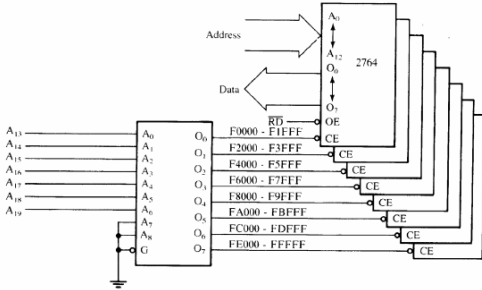 Address
Data
A0
A12
O0
O7
2764
RD
OE
CE
A13
A14
A15
A16
A17
A18
A19
A0
A1
A2
A3
A4
A5
A6
A7
A8
G
O0
O1
O2
O3
O4
O5
O6
O7
F0000 - F1FFF
F2000 - F3FFF
F4000 - F5FFF
F6000 - F7FFF
F8000 - F9FFF
FA000 - FBFFF
FC000 - FDFFF
FE000 - FFFFF
CE
CE
CE
CE
CE
CE
CE